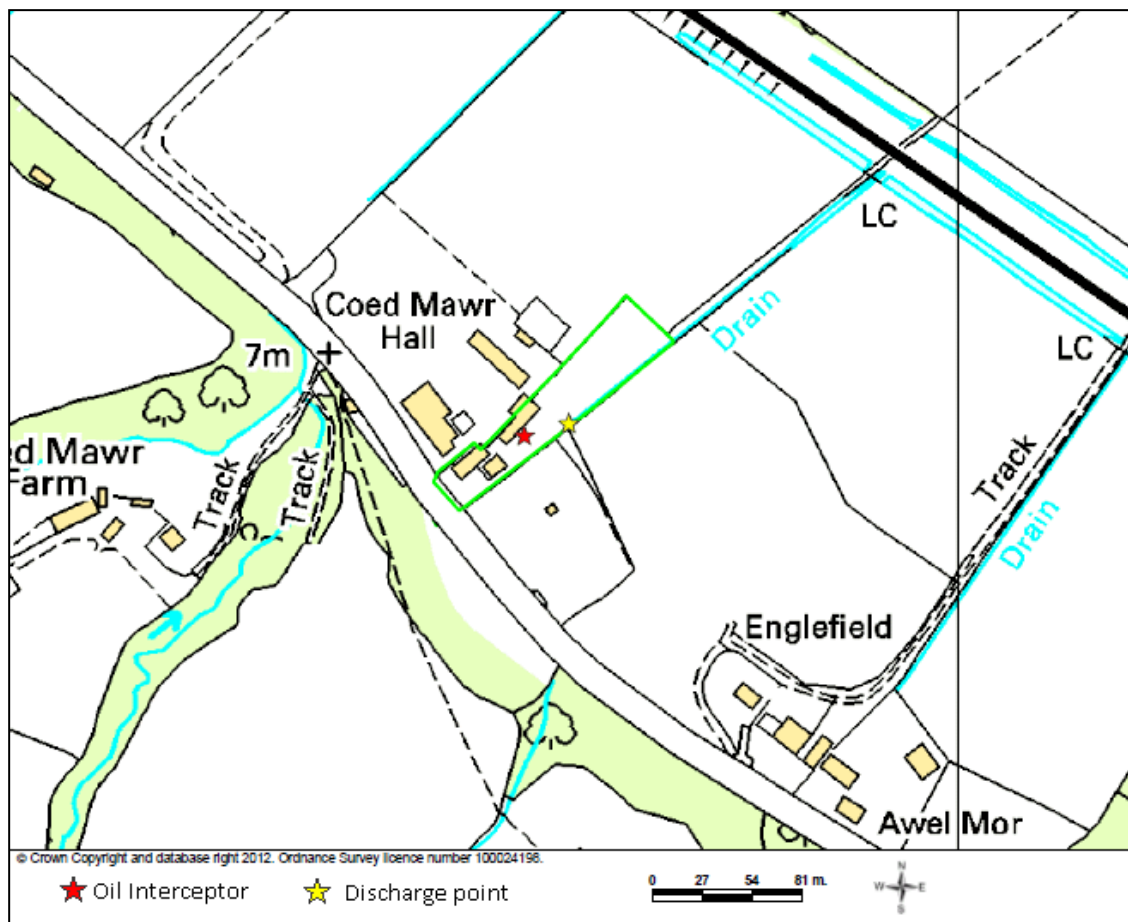 LC
Coed Mawr
Hall
Drain
7m
LC
ed Mawr
Farm
Track
Track
Track
Drain
Englefield
Awel Mor
© Crown Copyright and database right 2012. Ordnance Survey licence number 100024198.
Oil Interceptor
Discharge point
0 27 54 81 m.
N
W E
S